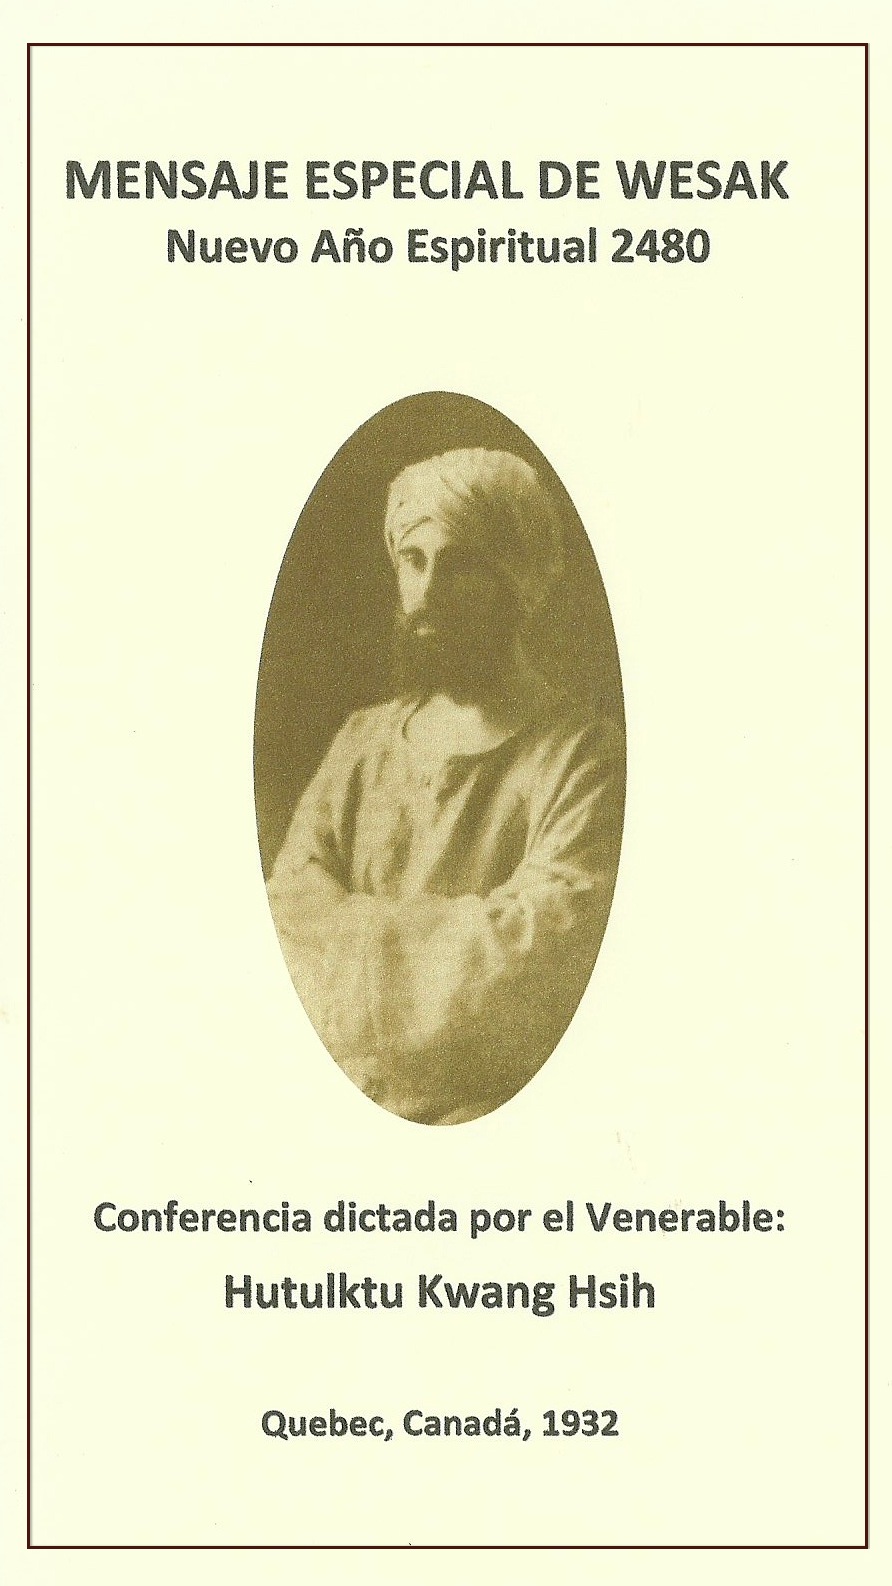 MENSAJE ESPECIAL DE WESAK
Nuevo Año Espiritual 2480
Conferencia dictada por el Venerable:
Hutulktu Kwang Hsih
Quebec, Canadá, 1932